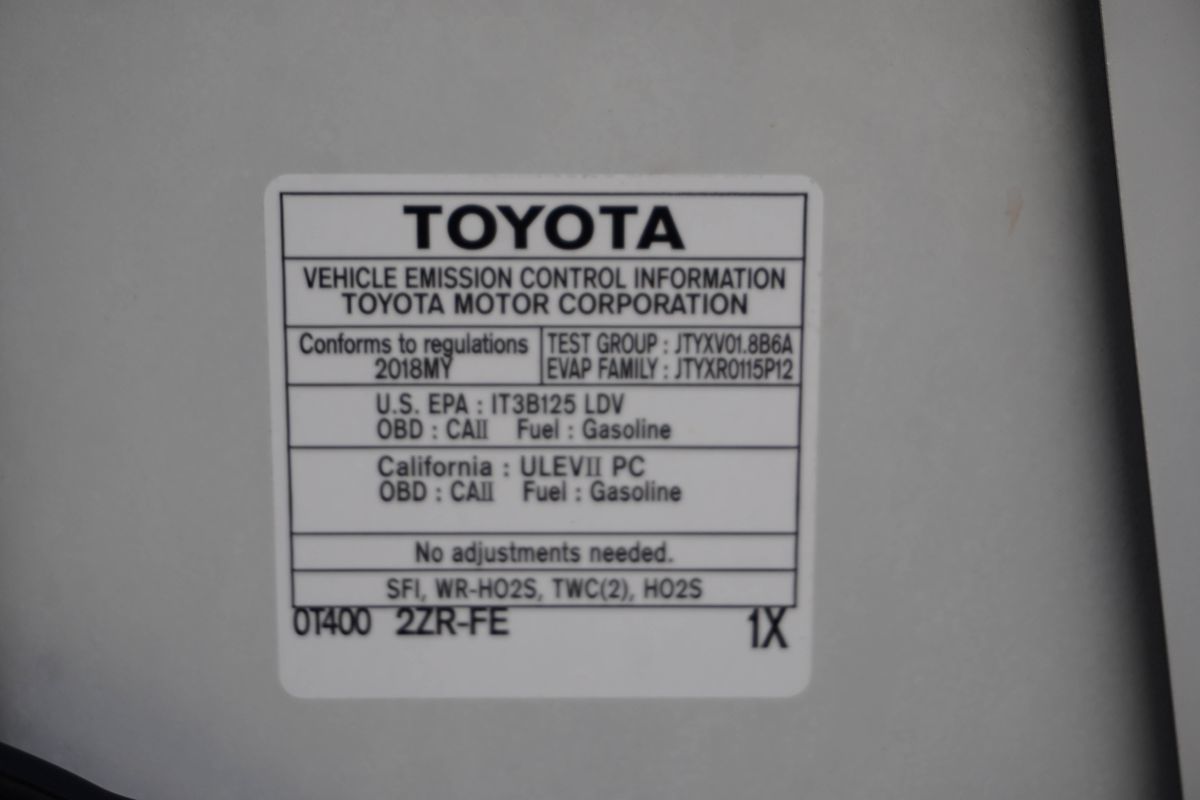 TOYOTA
VEHICLE EMISSION CONTROL INFORMATION
TOYOTA MOTOR CORPORATION
Conforms to regulations
2018MY
TEST GROUP : JTYXV01.8B6A
EVAP FAMILY : JTYXR0115P12
U.S. EPA : IT3B125 LDV
OBD : CAII Fuel : Gasoline
California : ULEVII PC
OBD : CAII Fuel : Gasoline
No adjustments needed.
SFI, WR-HO2S, TWC(2), HO2S
0T400 2ZR-FE 1X